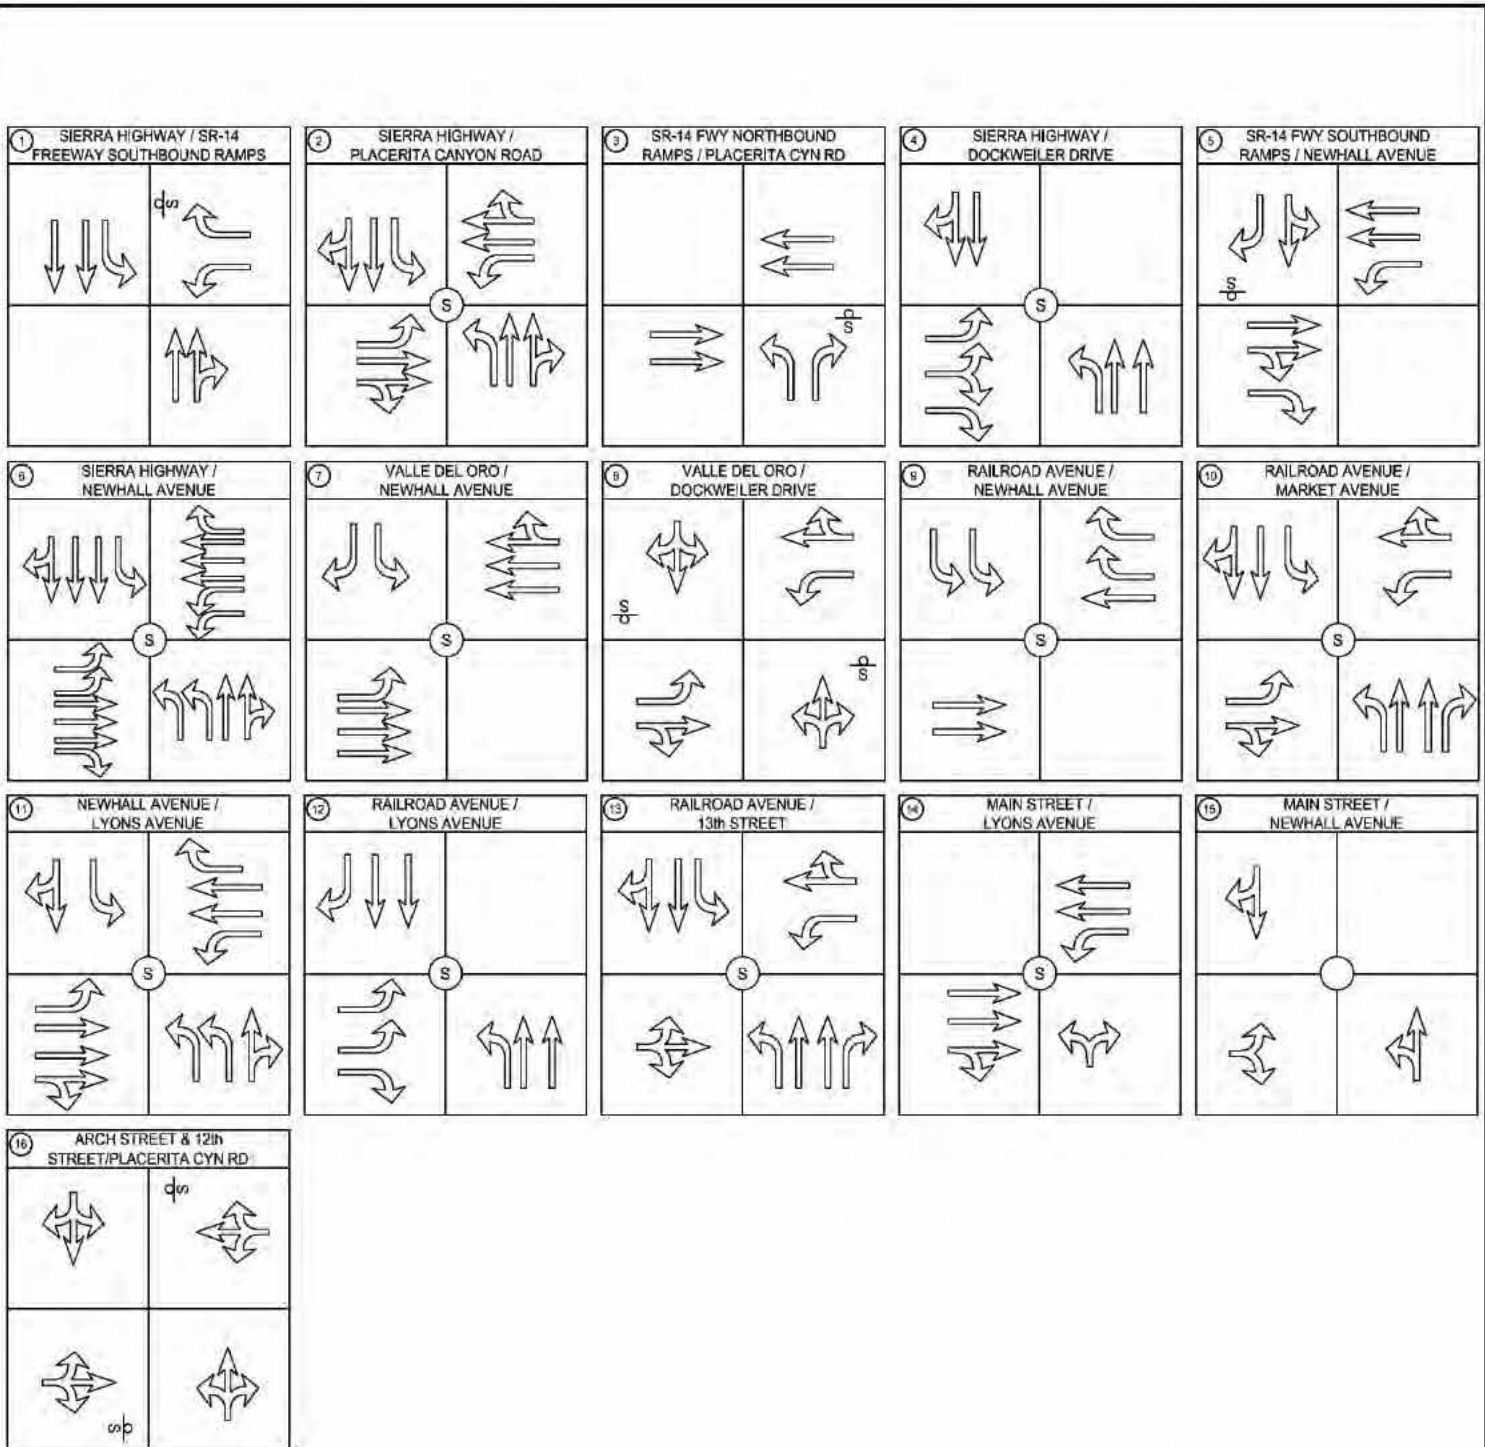 1 SIERRA HIGHWAY / SR-14
FREEWAY SOUTHBOUND RAMPS
2 SIERRA HIGHWAY /
PLACERITA CANYON ROAD
S
3 SR-14 FWY NORTHBOUND
RAMPS / PLACERITA CYN RD
4 SIERRA HIGHWAY /
DOCKWEILER DRIVE
S
5 SR-14 FWY SOUTHBOUND
RAMPS / NEWHALL AVENUE
6 SIERRA HIGHWAY /
NEWHALL AVENUE
S
7 VALLE DEL ORO /
NEWHALL AVENUE
S
8 VALLE DEL ORO /
DOCKWEILER DRIVE
9 RAILROAD AVENUE /
NEWHALL AVENUE
S
10 RAILROAD AVENUE /
MARKET AVENUE
S
11 NEWHALL AVENUE /
LYONS AVENUE
S
12 RAILROAD AVENUE /
LYONS AVENUE
S
13 RAILROAD AVENUE /
13th STREET
S
14 MAIN STREET /
LYONS AVENUE
S
15 MAIN STREET /
NEWHALL AVENUE
16 ARCH STREET & 12th
STREET/PLACERITA CYN RD